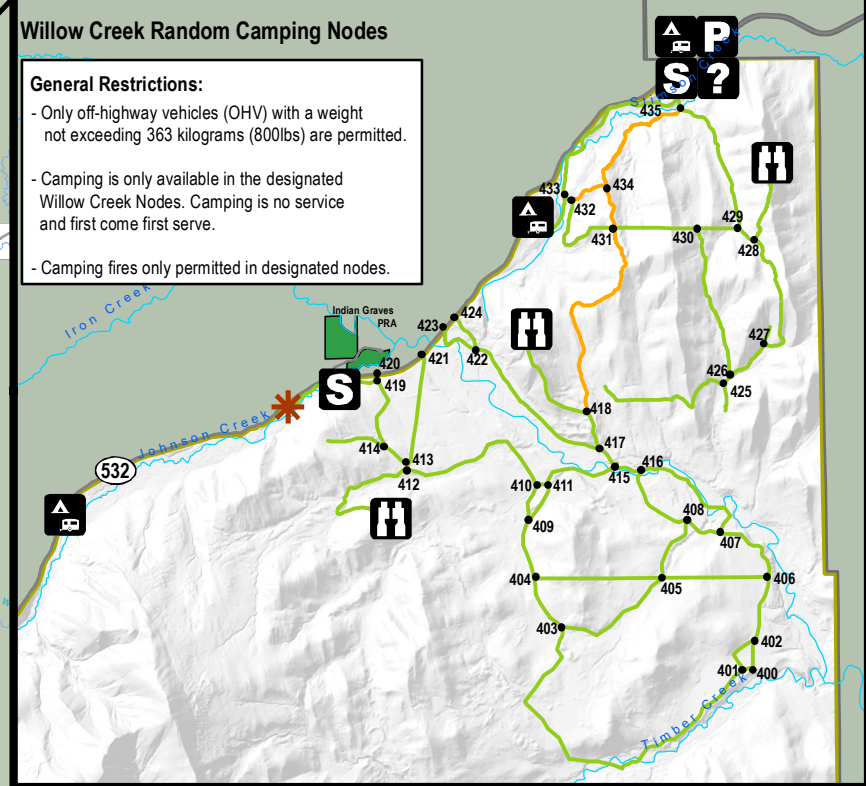 Willow Creek Random Camping Nodes
General Restrictions:
- Only off-highway vehicles (OHV) with a weight
not exceeding 363 kilograms (800lbs) are permitted.
- Camping is only available in the designated
Willow Creek Nodes. Camping is no service
and first come first serve.
- Camping fires only permitted in designated nodes.
P
S ?
Stimson Creek
435
433
434
432
431
430
429
428
Iron Creek
Indian Graves
PRA
424
423
427
420
421
422
426
419
425
S
418
Johnson Creek
414
417
413
532
412
415
416
410
411
409
408
407
404
405
406
403
402
401
400
Timber Creek